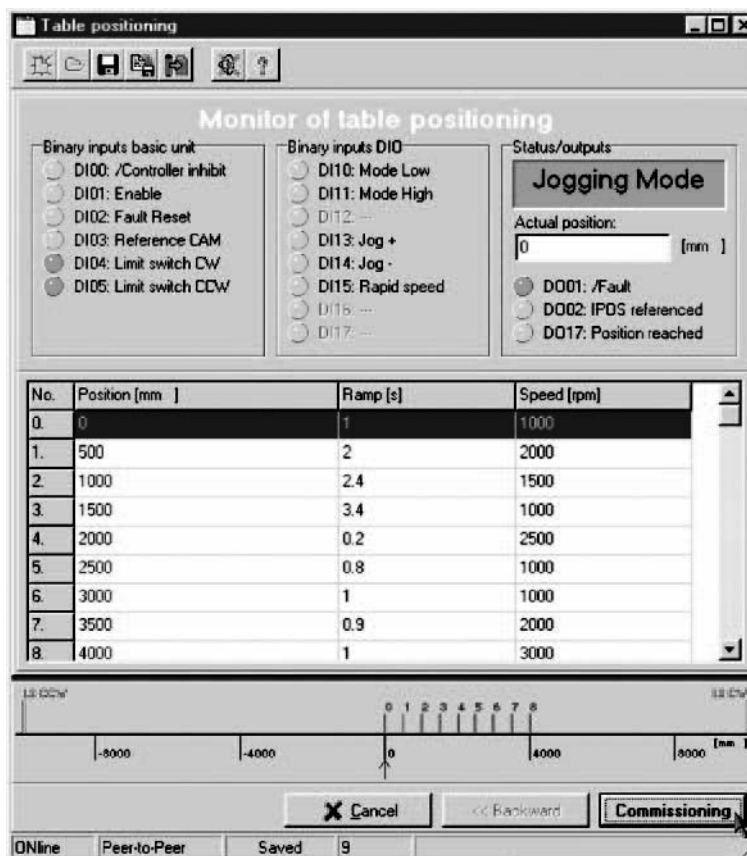 Table positioning
Monitor of table positioning
Binary inputs basic unit
DI00: /Controller inhibit
DI01: Enable
DI02: Fault Reset
DI03: Reference CAM
DI04: Limit switch CW
DI05: Limit switch CCW
Binary inputs DIO
DI10: Mode Low
DI11: Mode High
DI12: ---
DI13: Jog +
DI14: Jog -
DI15: Rapid speed
DI16: ---
DI17: ---
Status/outputs
Jogging Mode
Actual position:
0 [mm ]
DO01: /Fault
DO02: IPOS referenced
DO17: Position reached
No. Position [mm ] Ramp [s] Speed [rpm]
0. 0 1 1000
1. 500 2 2000
2. 1000 2.4 1500
3. 1500 3.4 1000
4. 2000 0.2 2500
5. 2500 0.8 1000
6. 3000 1 1000
7. 3500 0.9 2000
8. 4000 1 3000
LS CCW LS CW
0 1 2 3 4 5 6 7 8
-8000 -4000 0 4000 8000 [mm ]
Cancel << Backward Commissioning
ONline Peer-to-Peer Saved 9